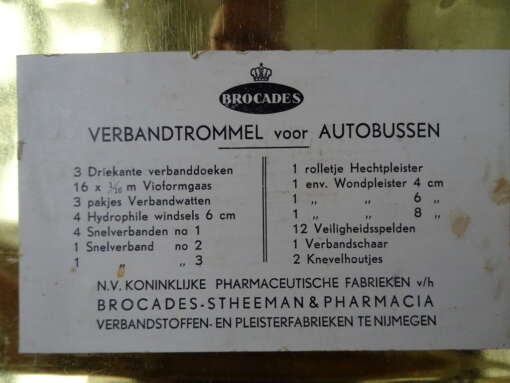 BROCADES
VERBANDTROMMEL voor AUTOBUSSEN
3 Driekante verbanddoeken
16 x 1/16 m Vioformgaas
3 pakjes Verbandwatten
4 Hydrophile windsels 6 cm
4 Snelverbanden no 1
1 Snelverband no 2
1 „ „ 3
1 rolletje Hechtpleister
1 env. Wondpleister 4 cm
1 „ „ 6 „
1 „ „ 8 „
12 Veiligheidsspelden
1 Verbandschaar
2 Knevelhoutjes
N.V. KONINKLIJKE PHARMACEUTISCHE FABRIEKEN v/h
BROCADES-STHEEMAN & PHARMACIA
VERBANDSTOFFEN- EN PLEISTERFABRIEKEN TE NIJMEGEN